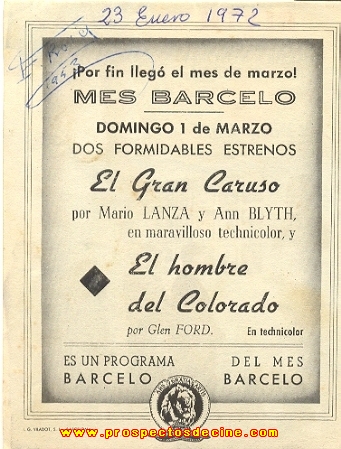 23 Enero 1972
1953
¡Por fin llegó el mes de marzo!
MES BARCELO
DOMINGO 1 de MARZO
DOS FORMIDABLES ESTRENOS
El Gran Caruso
por Mario LANZA y Ann BLYTH,
en maravilloso technicolor, y
El hombre
del Colorado
por Glen FORD. En technicolor
ES UN PROGRAMA DEL MES
BARCELO BARCELO
www.prospectosdecine.com